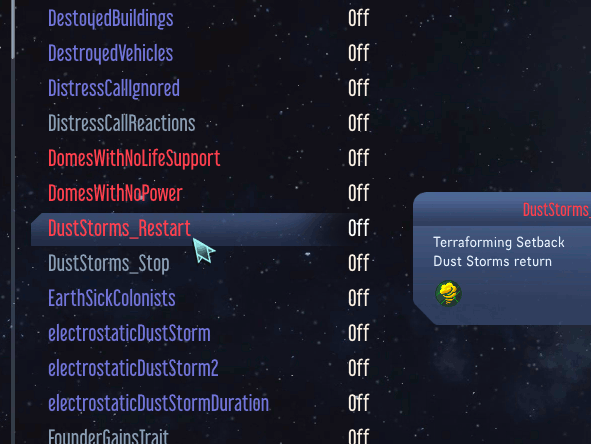 DestoyedBuildings Off
DestroyedVehicles Off
DistressCallIgnored Off
DistressCallReactions Off
DomesWithNoLifeSupport Off
DomesWithNoPower Off
DustStorms_Restart Off
DustStorms_Stop Off
EarthSickColonists Off
electrostaticDustStorm Off
electrostaticDustStorm2 Off
electrostaticDustStormDuration Off
FounderGainsTrait Off
DustStorms_
Terraforming Setback
Dust Storms return